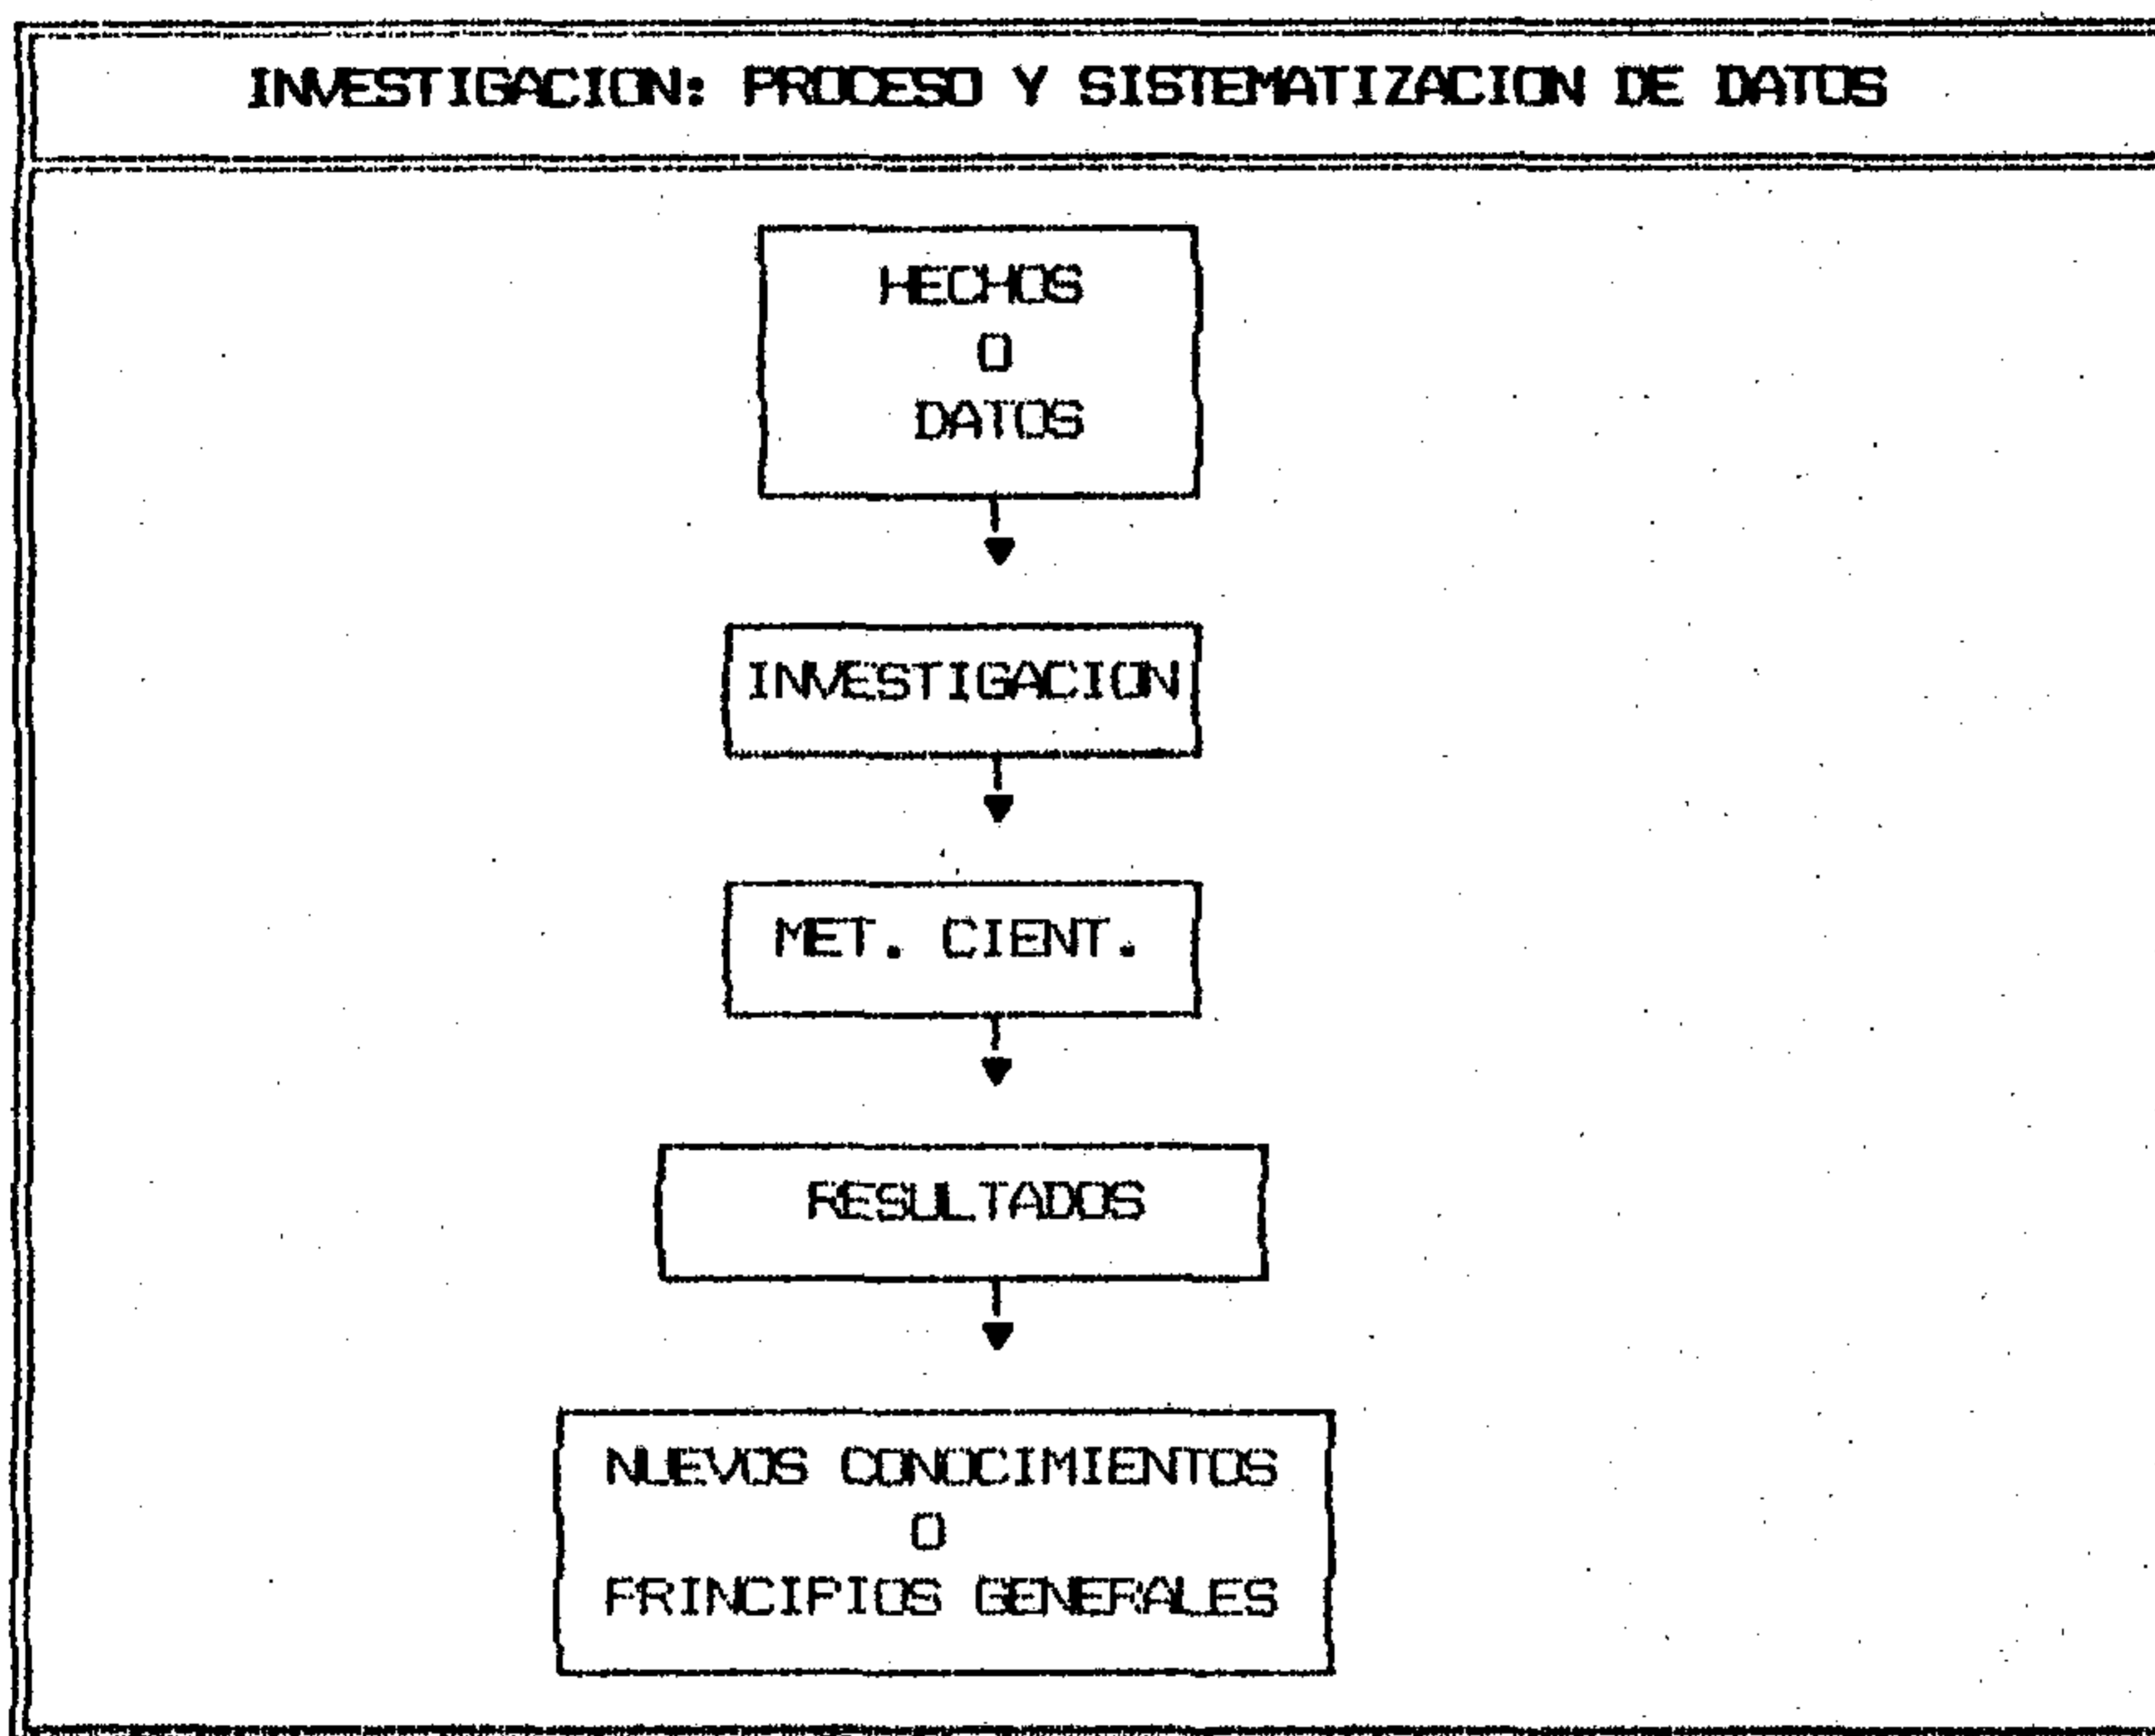 INVESTIGACION: PROCESO Y SISTEMATIZACION DE DATOS
HECHOS
O
DATOS
INVESTIGACION
MET. CIENT.
RESULTADOS
NUEVOS CONOCIMIENTOS
O
PRINCIPIOS GENERALES